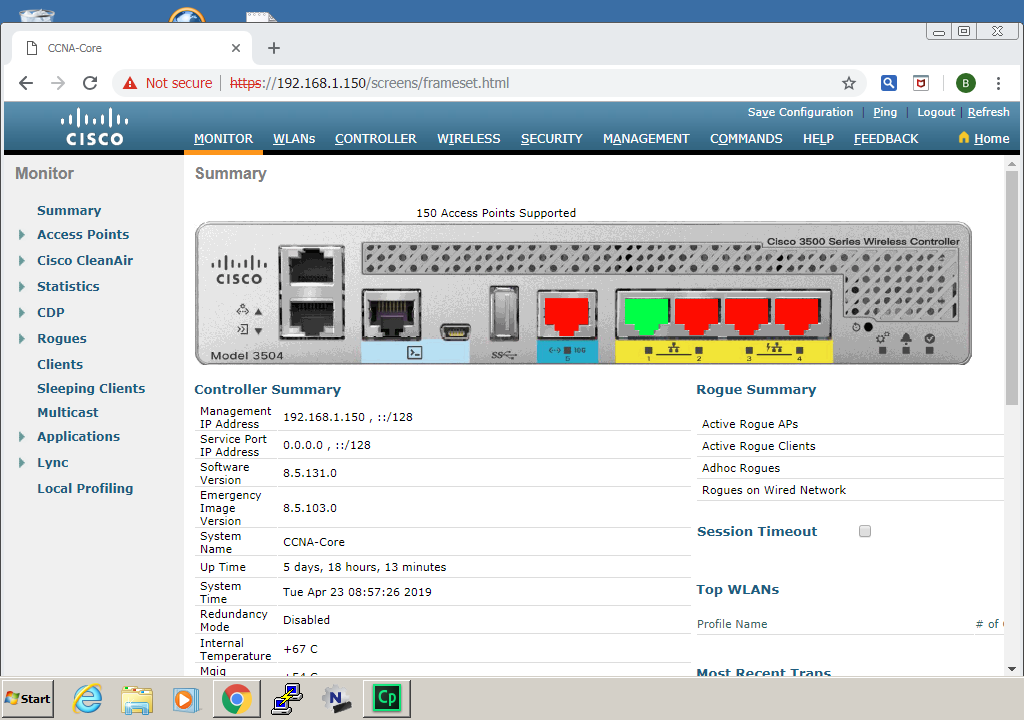 CCNA-Core
Not secure https://192.168.1.150/screens/frameset.html
B
Save Configuration Ping Logout Refresh
CISCO
MONITOR WLANs CONTROLLER WIRELESS SECURITY MANAGEMENT COMMANDS HELP FEEDBACK Home
Monitor
Summary
Access Points
Cisco CleanAir
Statistics
CDP
Rogues
Clients
Sleeping Clients
Multicast
Applications
Lync
Local Profiling
Summary
150 Access Points Supported
Cisco 3500 Series Wireless Controller
CISCO
Model 3504
SS
10G
5
1 2 3 4
Controller Summary
Management
IP Address 192.168.1.150 , ::/128
Service Port
IP Address 0.0.0.0 , ::/128
Software
Version 8.5.131.0
Emergency
Image
Version 8.5.103.0
System
Name CCNA-Core
Up Time 5 days, 18 hours, 13 minutes
System
Time Tue Apr 23 08:57:26 2019
Redundancy
Mode Disabled
Internal
Temperature +67 C
Mgig +54 C
Rogue Summary
Active Rogue APs
Active Rogue Clients
Adhoc Rogues
Rogues on Wired Network
Session Timeout
Top WLANs
Profile Name # of
Most Recent Traps
Start
N
Cp